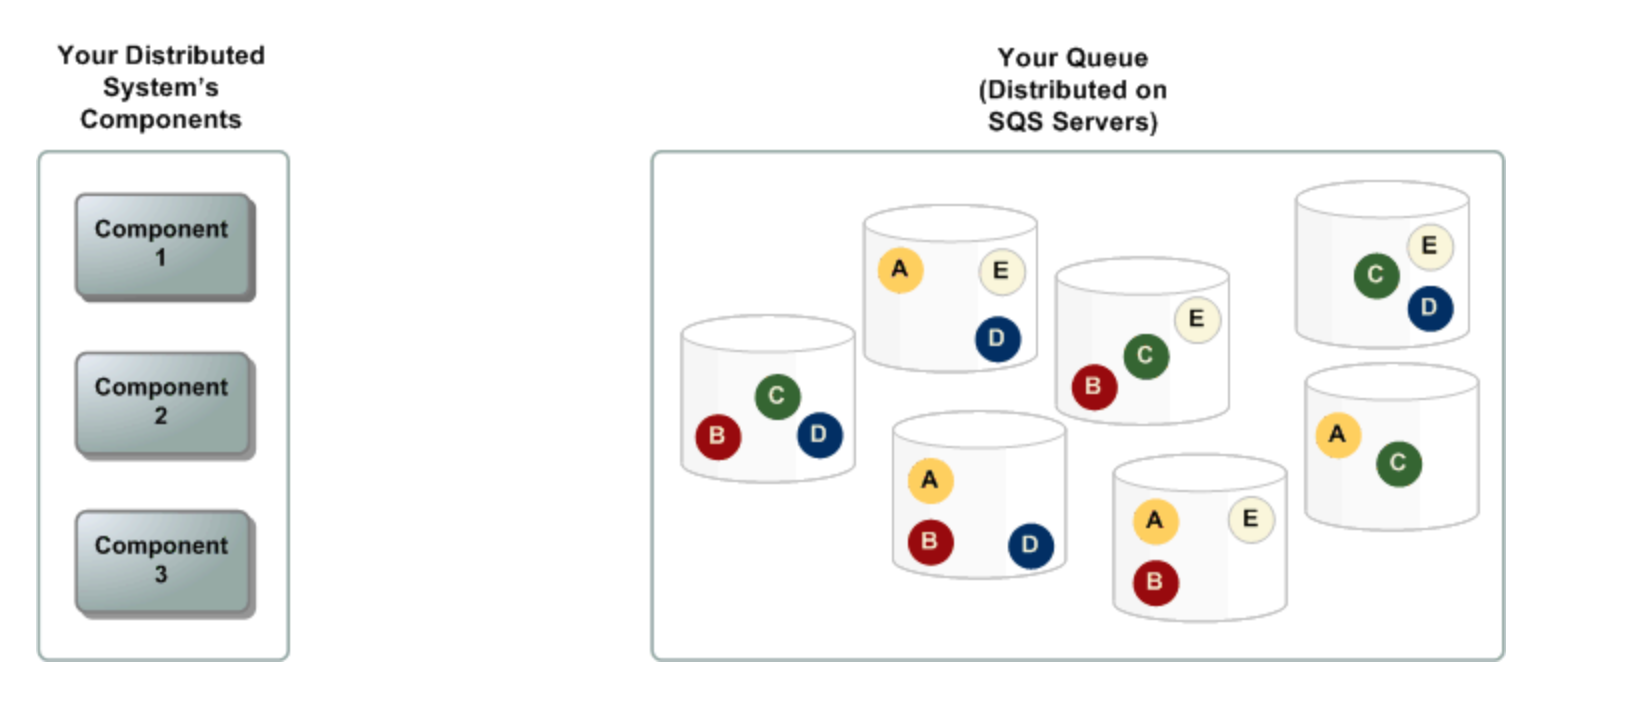 Your Distributed
System's
Components
Component
1
Component
2
Component
3
Your Queue
(Distributed on
SQS Servers)
C
B
D
A
E
D
E
C
B
A
B
D
A
E
B
E
C
D
A
C